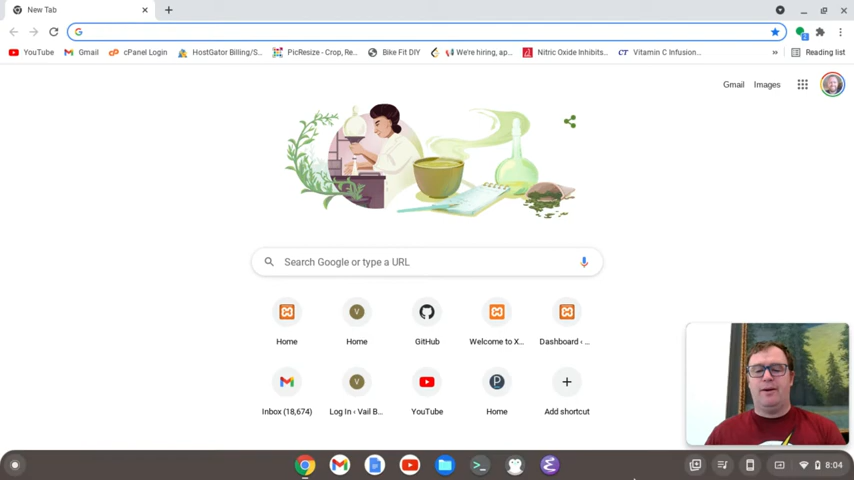 New Tab
YouTube Gmail cPanel Login HostGator Billing/S... PicResize - Crop, Re... Bike Fit DIY We're hiring, ap... Nitric Oxide Inhibits... Vitamin C Infusion... » Reading list
Gmail Images
Search Google or type a URL
Home Home GitHub Welcome to X... Dashboard ‹ ...
Inbox (18,674) Log In ‹ Vail B... YouTube Home Add shortcut
8:04